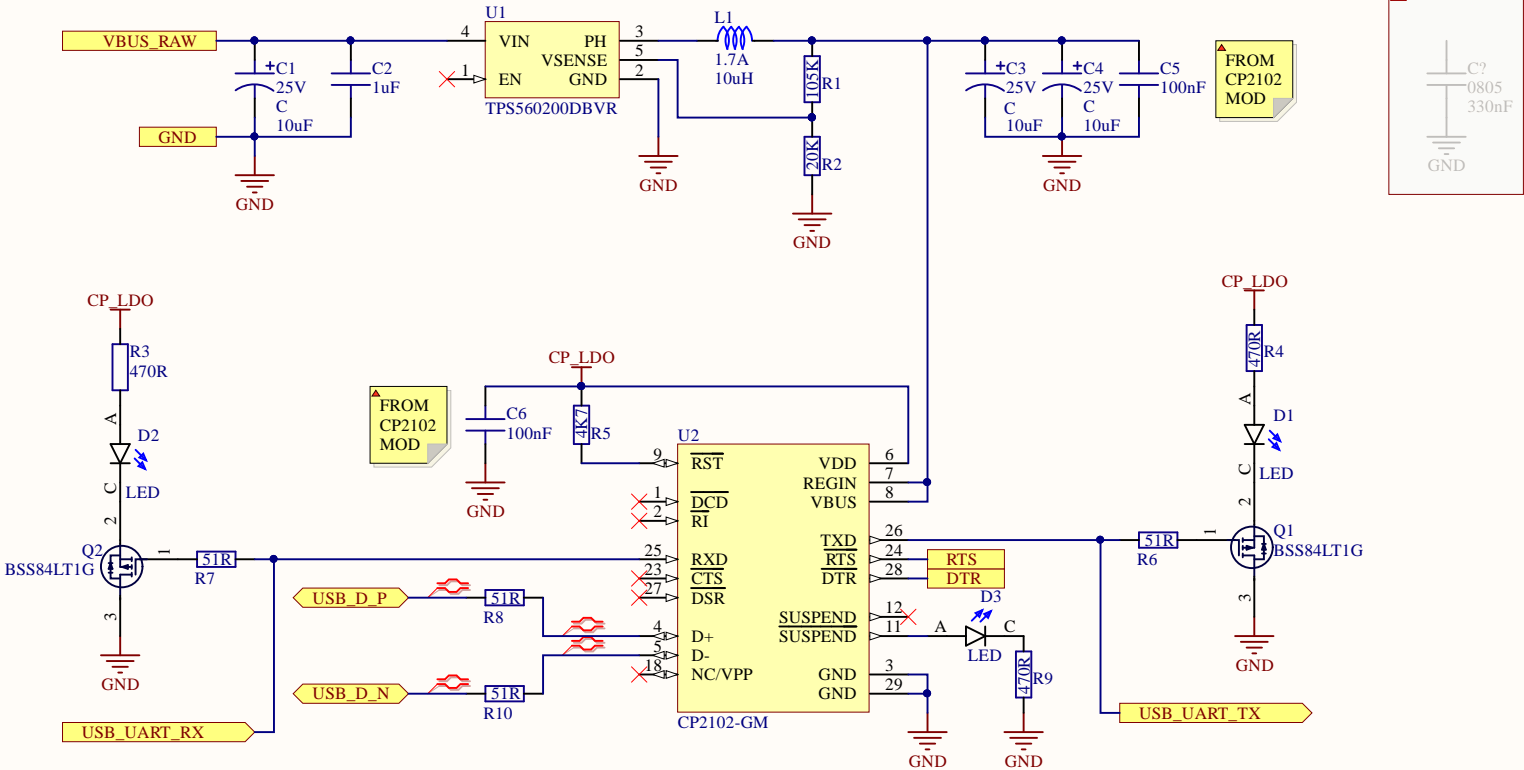 VBUS_RAW
GND
C1
25V
C
10uF
C2
1uF
GND
U1
4
VIN
PH
3
VSENSE
5
1
EN
GND
2
TPS560200DBVR
GND
L1
1.7A
10uH
105K
R1
20K
R2
GND
C3
25V
C
10uF
C4
25V
C
10uF
C5
100nF
GND
FROM
CP2102
MOD
C?
0805
330nF
GND
CP_LDO
R3
470R
A
D2
C
LED
2
Q2
BSS84LT1G
1
51R
R7
3
GND
FROM
CP2102
MOD
CP_LDO
C6
100nF
GND
4K7
R5
U2
9
RST
VDD
6
REGIN
7
1
DCD
VBUS
8
2
RI
TXD
26
25
RXD
RTS
24
RTS
23
CTS
DTR
28
DTR
27
DSR
SUSPEND
12
4
D+
SUSPEND
11
5
D-
18
NC/VPP
GND
3
GND
29
CP2102-GM
USB_D_P
51R
R8
USB_D_N
51R
R10
USB_UART_RX
D3
A
C
LED
470R
R9
GND
GND
CP_LDO
470R
R4
A
D1
C
LED
2
Q1
BSS84LT1G
1
51R
R6
3
GND
USB_UART_TX